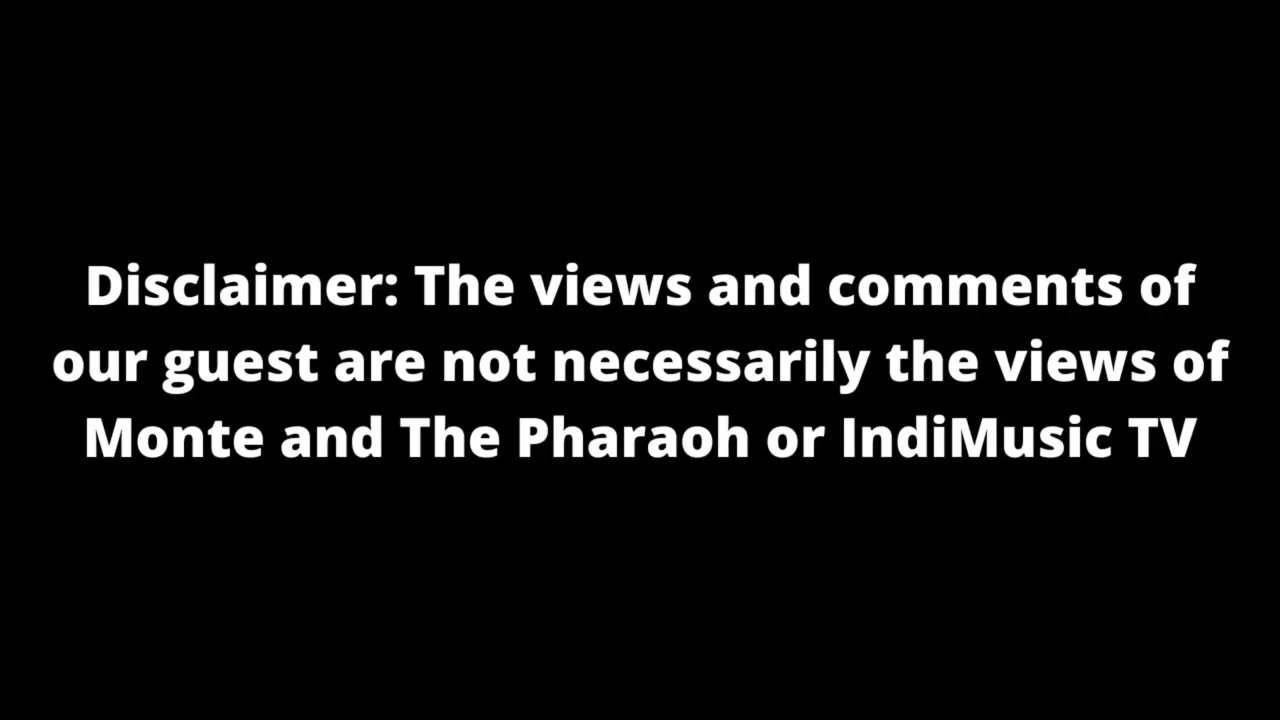 Disclaimer: The views and comments of
our guest are not necessarily the views of
Monte and The Pharaoh or IndiMusic TV